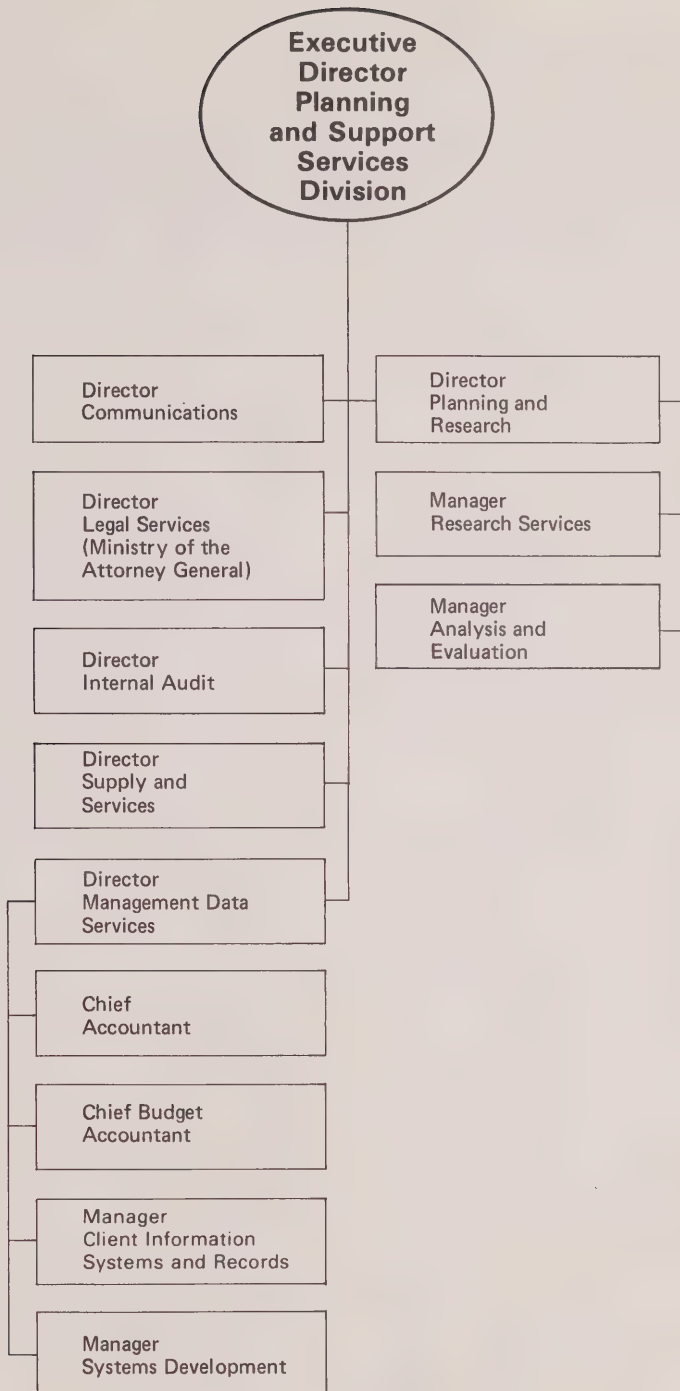 Executive
Director
Planning
and Support
Services
Division
Director
Communications
Director
Planning and
Research
Director
Legal Services
(Ministry of the
Attorney General)
Manager
Research Services
Director
Internal Audit
Manager
Analysis and
Evaluation
Director
Supply and
Services
Director
Management Data
Services
Chief
Accountant
Chief Budget
Accountant
Manager
Client Information
Systems and Records
Manager
Systems Development